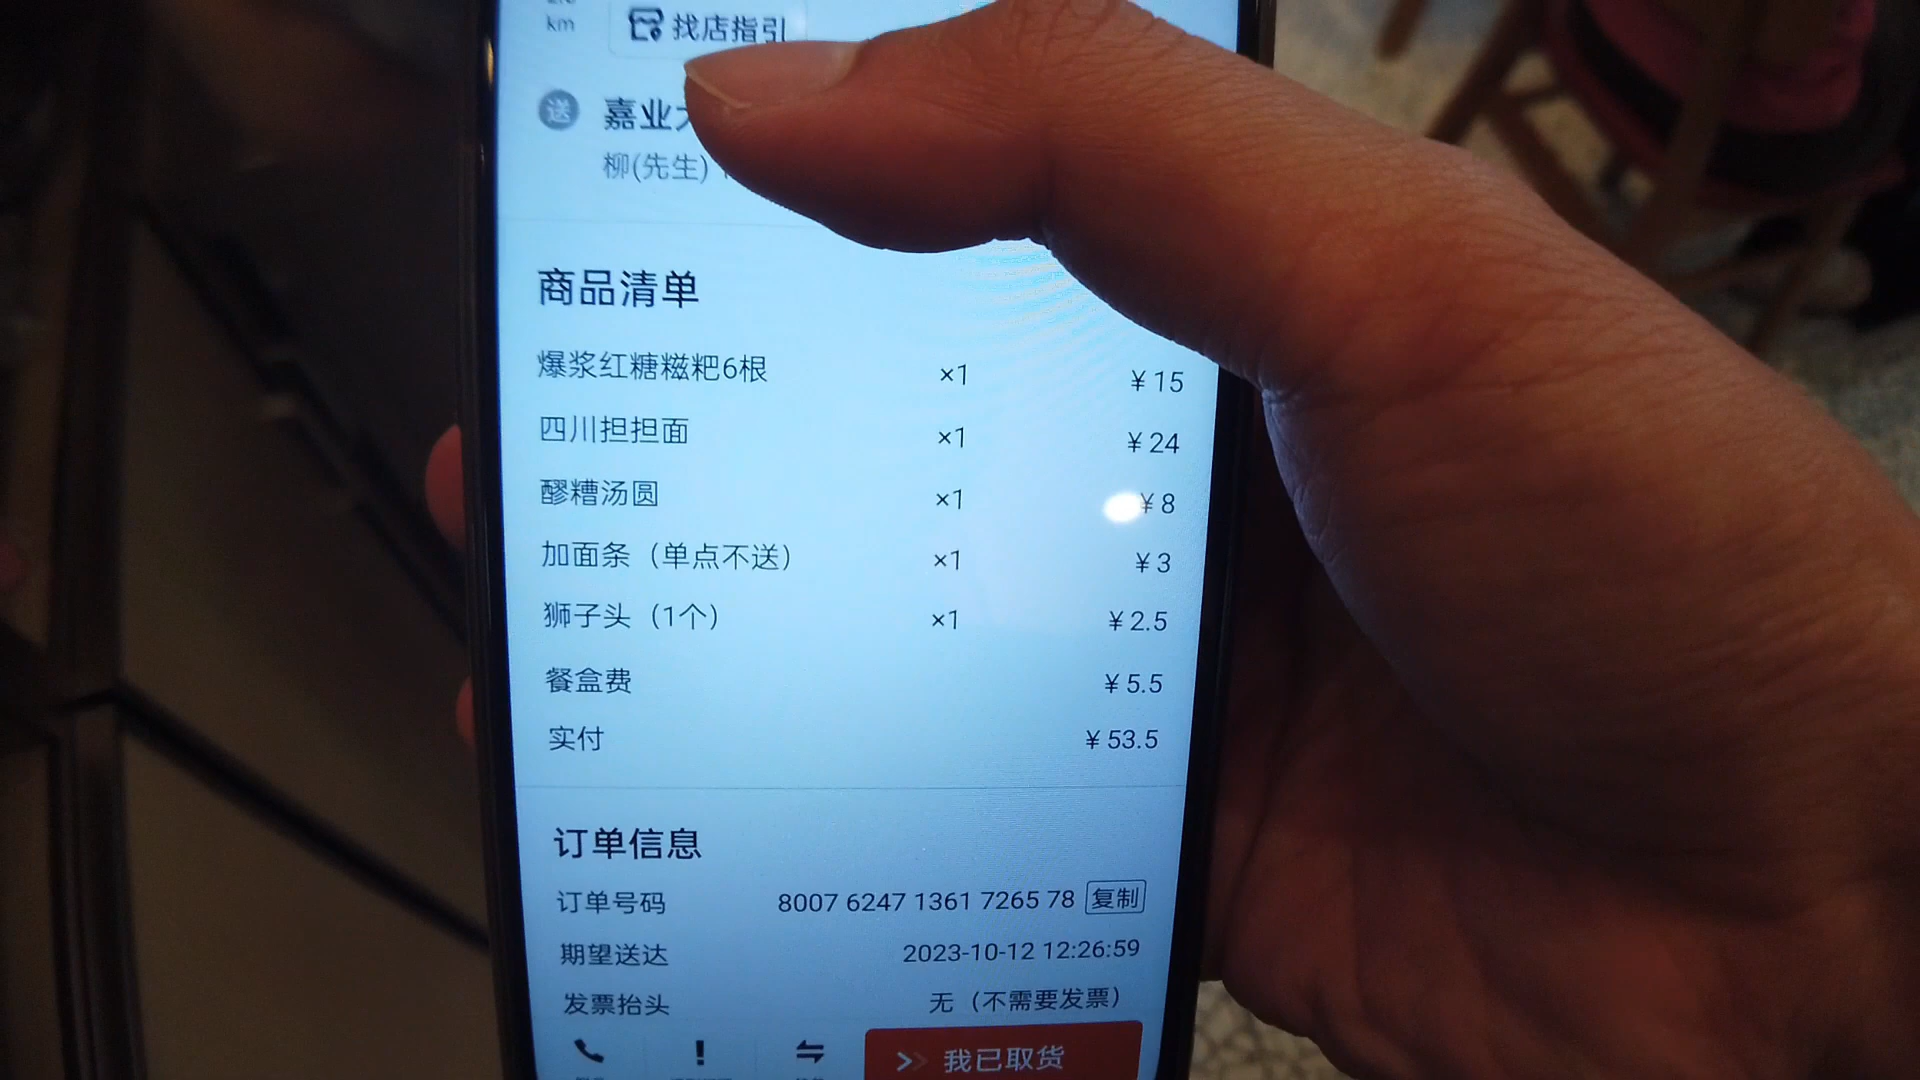 km
找店指引
送 嘉业
柳(先生)
商品清单
爆浆红糖糍粑6根 ×1 ¥15
四川担担面 ×1 ¥24
醪糟汤圆 ×1 ¥8
加面条（单点不送） ×1 ¥3
狮子头（1个） ×1 ¥2.5
餐盒费 ¥5.5
实付 ¥53.5
订单信息
订单号码 8007 6247 1361 7265 78 复制
期望送达 2023-10-12 12:26:59
发票抬头 无（不需要发票）
我已取货